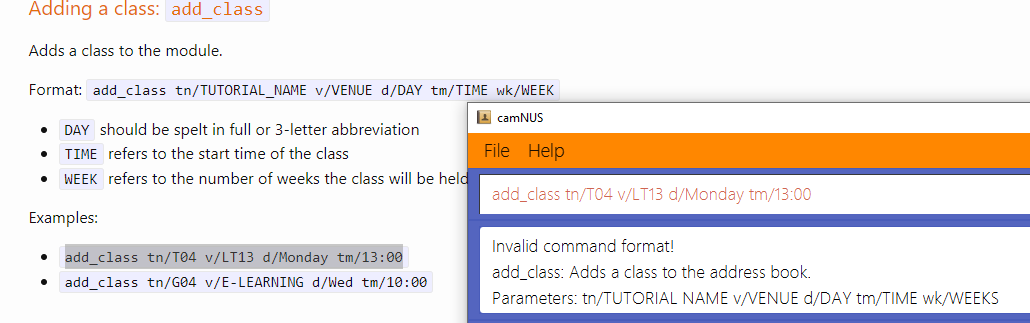 Adding a class: add_class
Adds a class to the module.
Format: add_class tn/TUTORIAL_NAME v/VENUE d/DAY tm/TIME wk/WEEK
DAY should be spelt in full or 3-letter abbreviation
TIME refers to the start time of the class
WEEK refers to the number of weeks the class will be held
Examples:
add_class tn/T04 v/LT13 d/Monday tm/13:00
add_class tn/G04 v/E-LEARNING d/Wed tm/10:00
camNUS
File Help
add_class tn/T04 v/LT13 d/Monday tm/13:00
Invalid command format!
add_class: Adds a class to the address book.
Parameters: tn/TUTORIAL NAME v/VENUE d/DAY tm/TIME wk/WEEKS